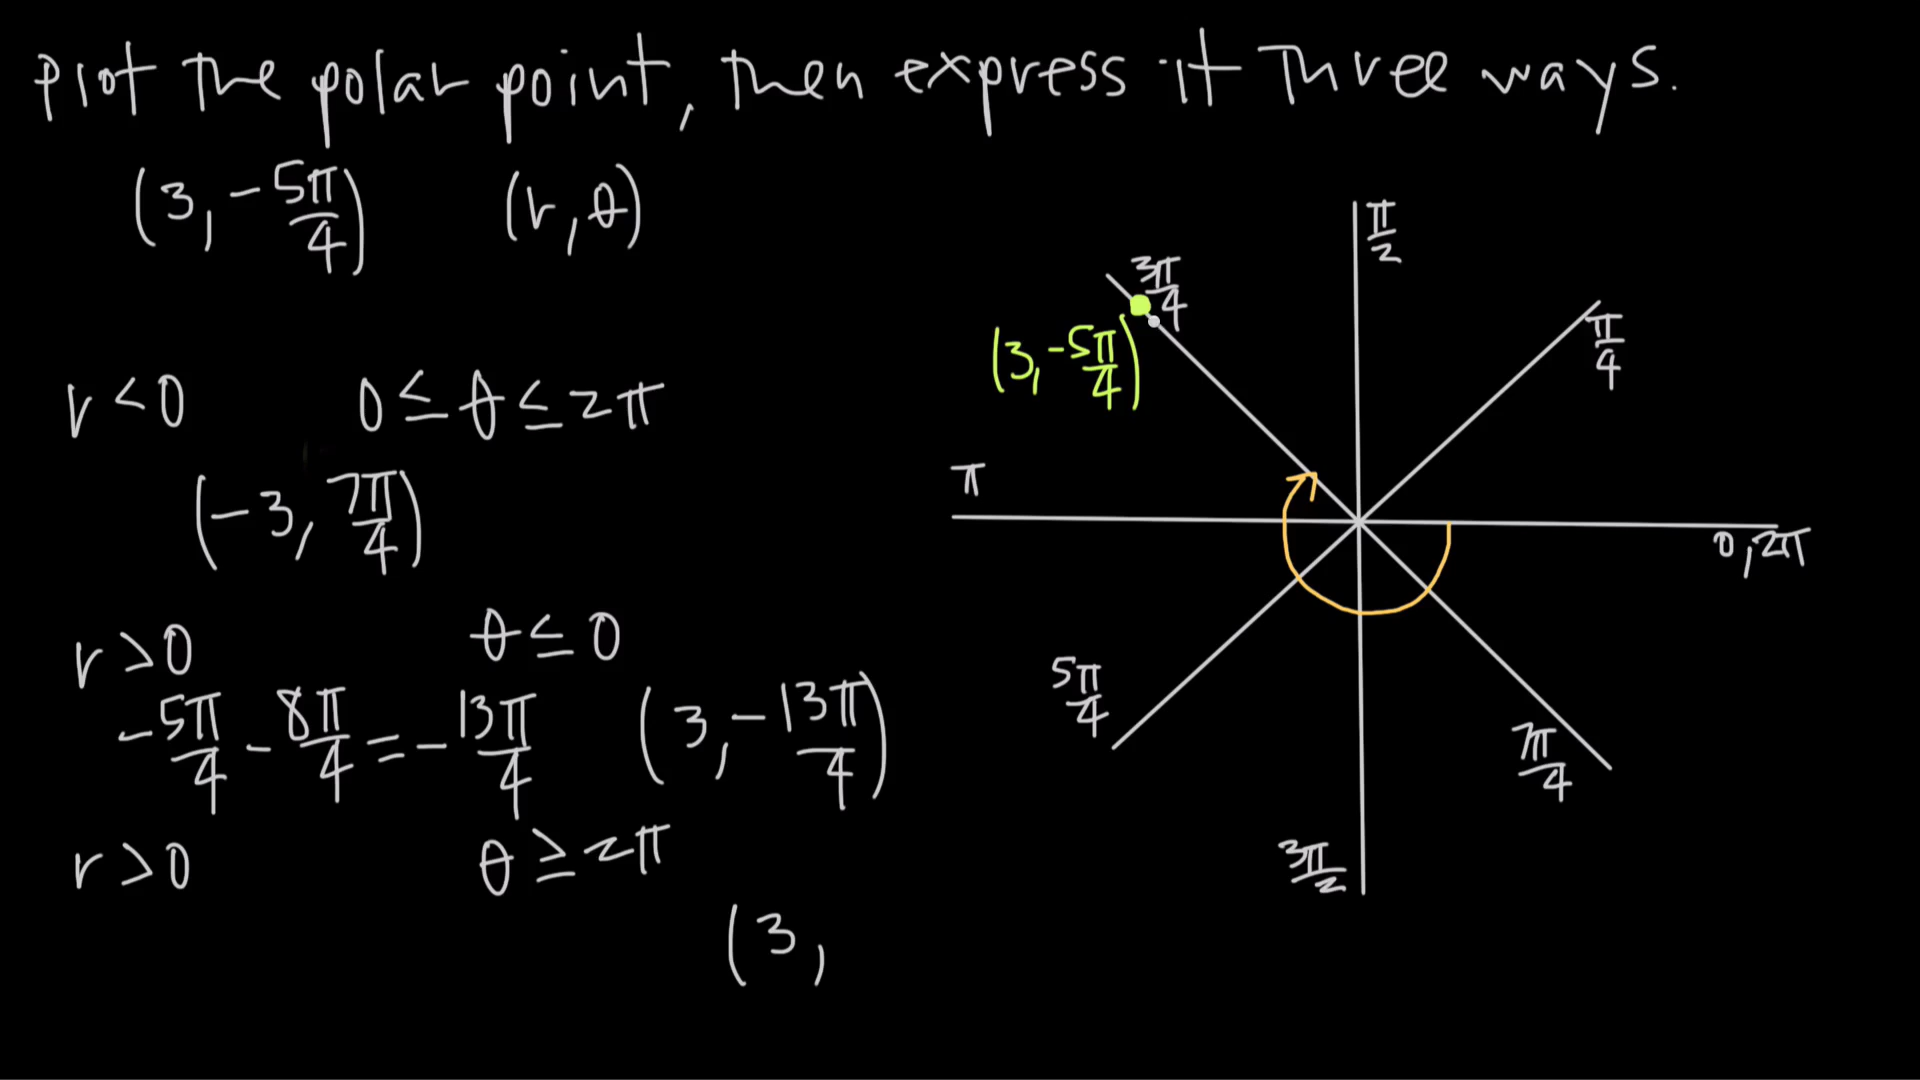 Plot the polar point, then express it three ways.
(3, -5π/4) (r, θ)
r < 0 0 ≤ θ ≤ 2π
(-3, 7π/4)
r > 0 θ ≤ 0
-5π/4 - 8π/4 = -13π/4 (3, -13π/4)
r > 0 θ ≥ 2π
(3,
π/2
3π/4
π/4
(3, -5π/4)
π
0, 2π
5π/4
7π/4
3π/2